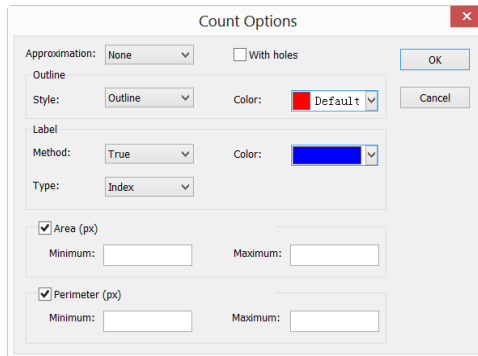 Count Options
Approximation: None With holes OK
Outline
Style: Outline Color: Default Cancel
Label
Method: True Color:
Type: Index
Area (px)
Minimum: Maximum:
Perimeter (px)
Minimum: Maximum: